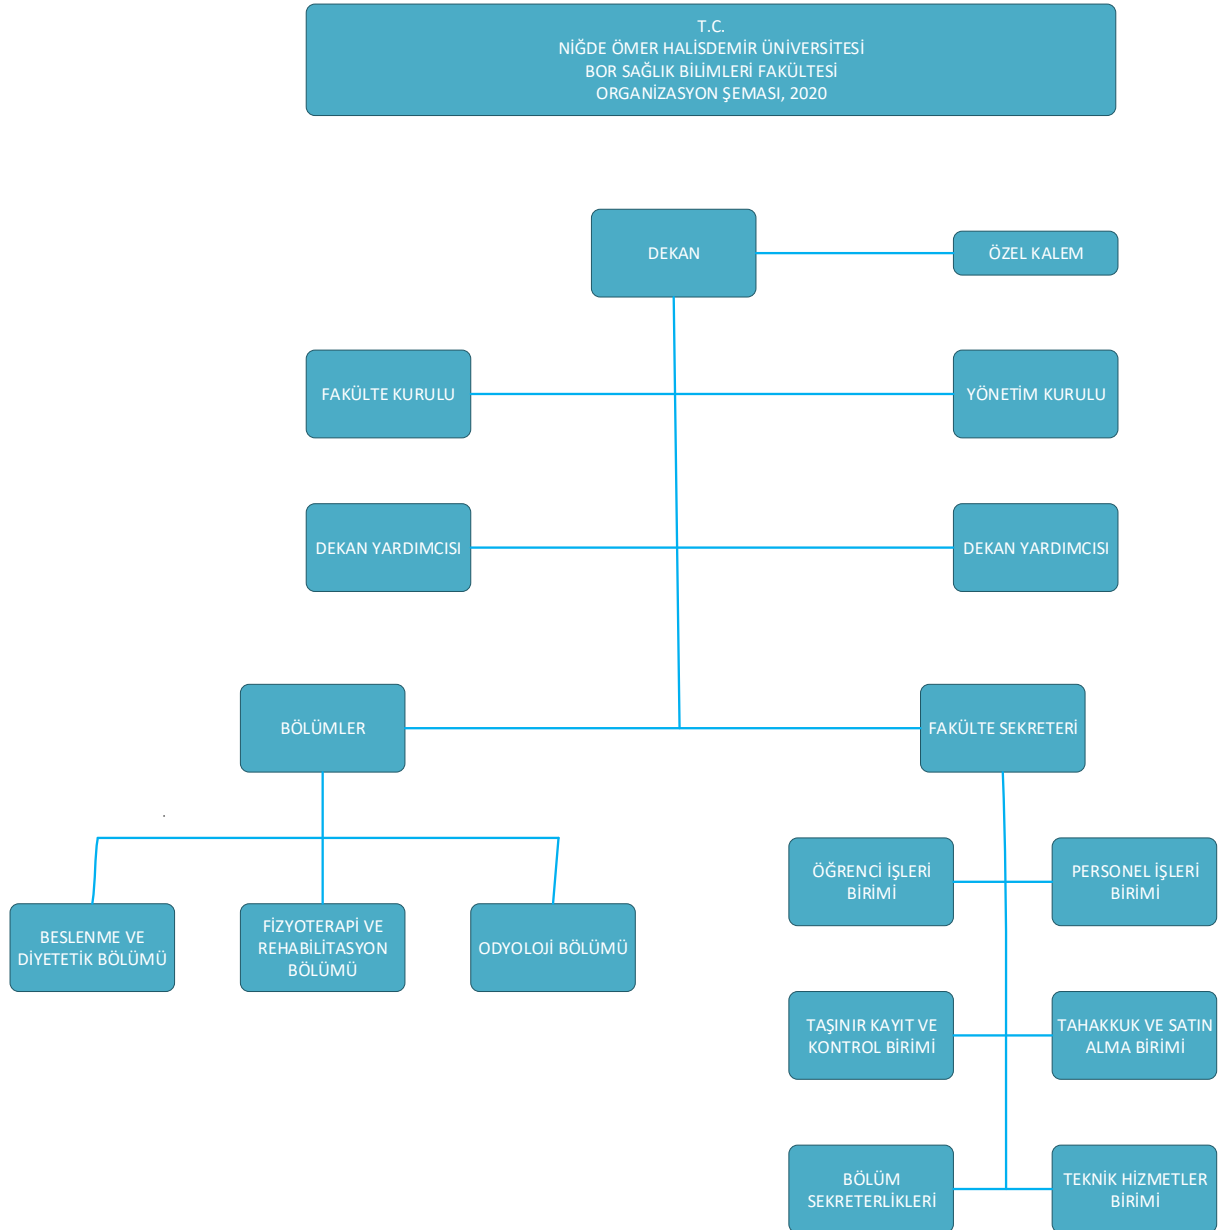 T.C.
NİĞDE ÖMER HALİSDEMİR ÜNİVERSİTESİ
BOR SAĞLIK BİLİMLERİ FAKÜLTESİ
ORGANİZASYON ŞEMASI, 2020
DEKAN
ÖZEL KALEM
FAKÜLTE KURULU
YÖNETİM KURULU
DEKAN YARDIMCISI
DEKAN YARDIMCISI
BÖLÜMLER
FAKÜLTE SEKRETERİ
BESLENME VE
DİYETETİK BÖLÜMÜ
FİZYOTERAPİ VE
REHABİLİTASYON
BÖLÜMÜ
ODYOLOJİ BÖLÜMÜ
ÖĞRENCİ İŞLERİ
BİRİMİ
PERSONEL İŞLERİ
BİRİMİ
TAŞINIR KAYIT VE
KONTROL BİRİMİ
TAHAKKUK VE SATIN
ALMA BİRİMİ
BÖLÜM
SEKRETERLİKLERİ
TEKNİK HİZMETLER
BİRİMİ